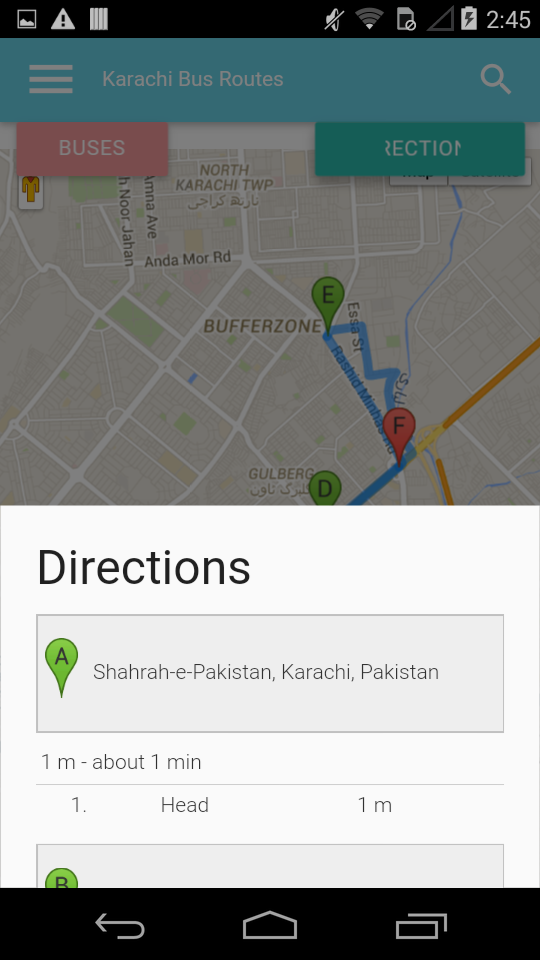 2:45
Karachi Bus Routes
BUSES
RECTION
NORTH
KARACHI TWP
نارتھ کراچی
h Noor Jahan
Amna Ave
Anda Mor Rd
E
BUFFERZONE
Essa St
Rashid Minhas Rd
F
GULBERG
گلبرگ ٹاؤن
D
Directions
A
Shahrah-e-Pakistan, Karachi, Pakistan
1 m - about 1 min
1. Head 1 m
B